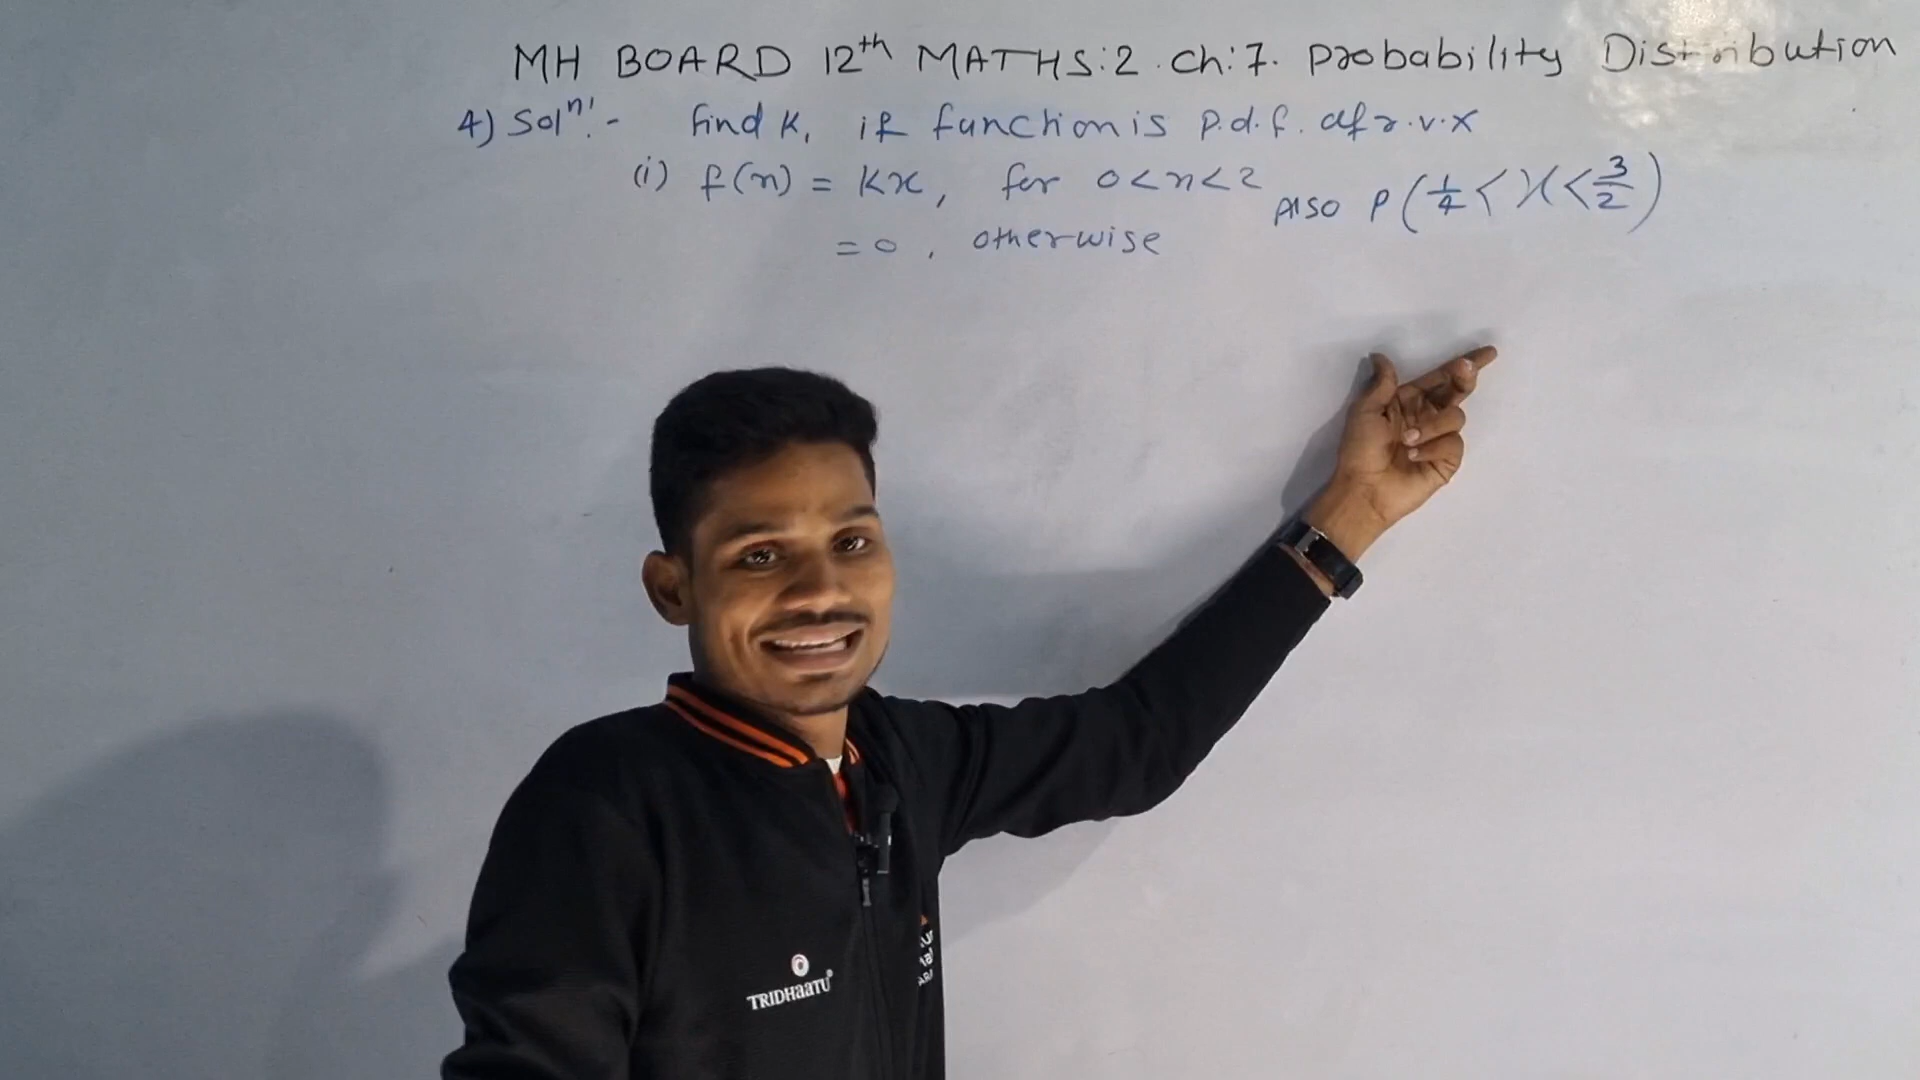 MH BOARD 12th MATHS:2. Ch:7. Probability Distribution
4) Solⁿ:- Find K, if function is P.d.f. of r.v.X
(i) f(x) = Kx, for 0<x<2 Also P(1/4<X<3/2)
=0, otherwise
TRIDHaaTU